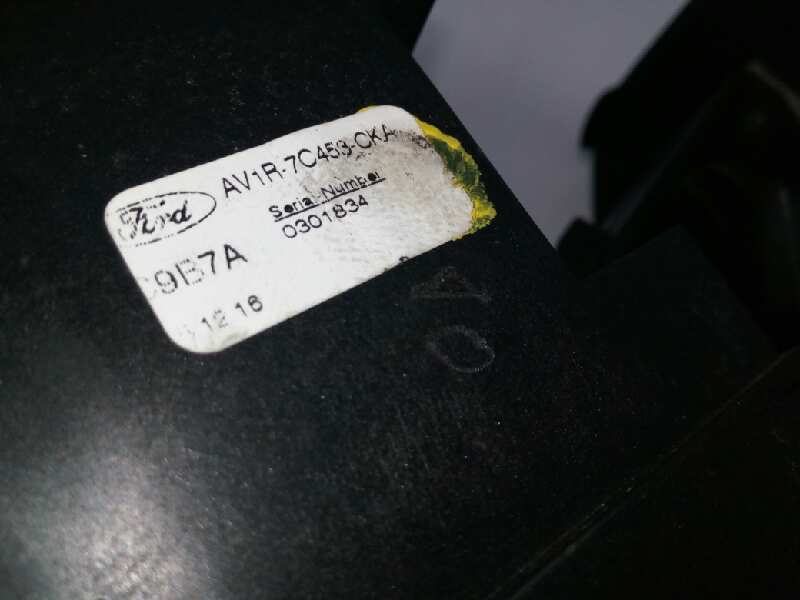 Ford
AV1R-7C453-CKA
Serial Number
0301834
C9B7A
12 16